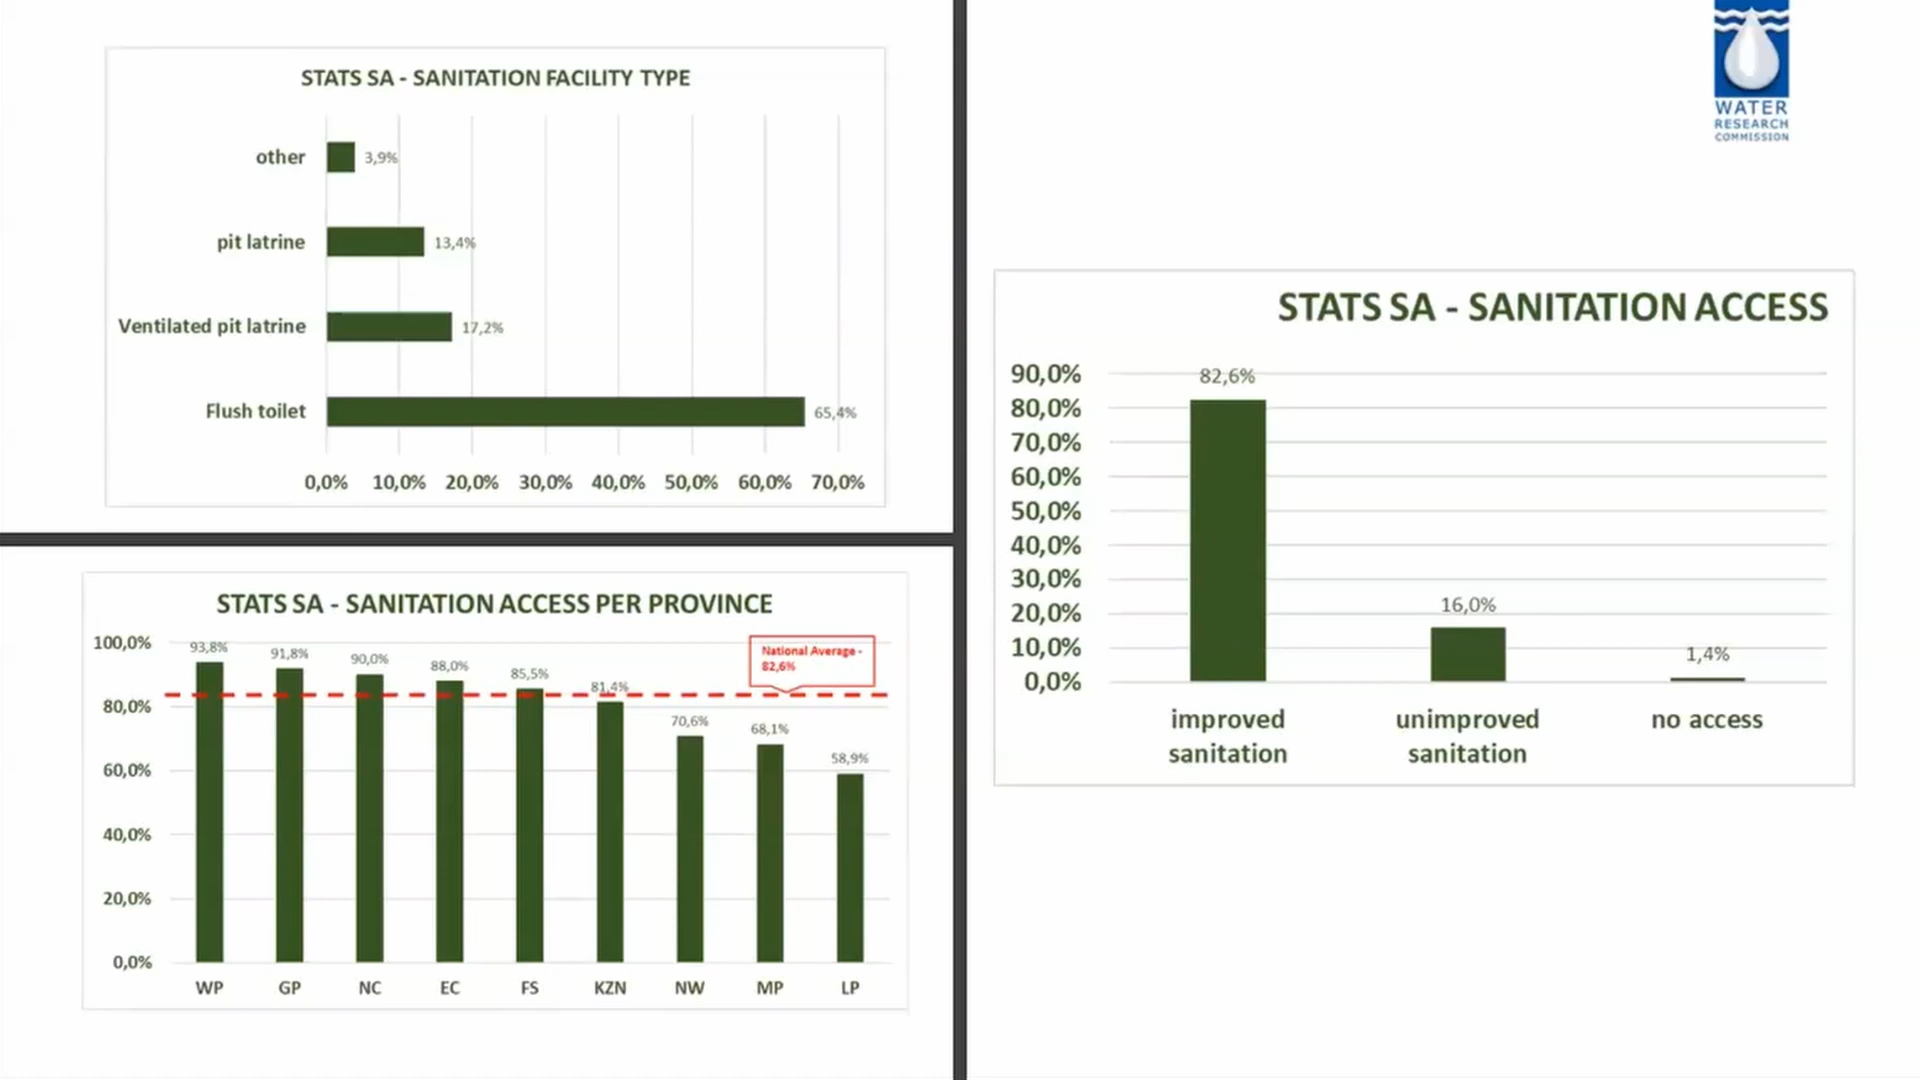 STATS SA - SANITATION FACILITY TYPE
other
3,9%
pit latrine
13,4%
Ventilated pit latrine
17,2%
Flush toilet
65,4%
0,0% 10,0% 20,0% 30,0% 40,0% 50,0% 60,0% 70,0%
STATS SA - SANITATION ACCESS PER PROVINCE
100,0%
80,0%
60,0%
40,0%
20,0%
0,0%
93,8%
91,8%
90,0%
88,0%
85,5%
81,4%
70,6%
68,1%
58,9%
National Average -
82,6%
WP GP NC EC FS KZN NW MP LP
WATER
RESEARCH
COMMISSION
STATS SA - SANITATION ACCESS
90,0%
80,0%
70,0%
60,0%
50,0%
40,0%
30,0%
20,0%
10,0%
0,0%
82,6%
16,0%
1,4%
improved
sanitation
unimproved
sanitation
no access